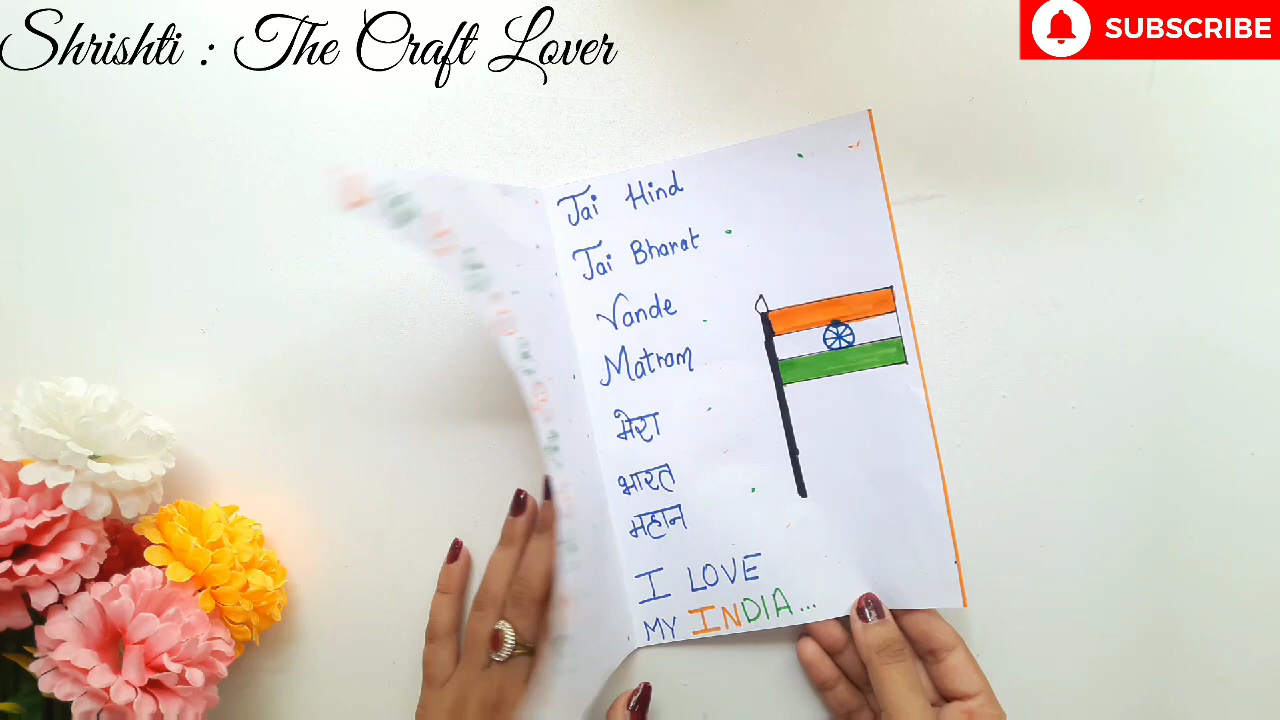 Shrishti : The Craft Lover
SUBSCRIBE
Jai Hind
Jai Bharat
Vande
Matram
मेरा
भारत
महान
I LOVE
MY INDIA...